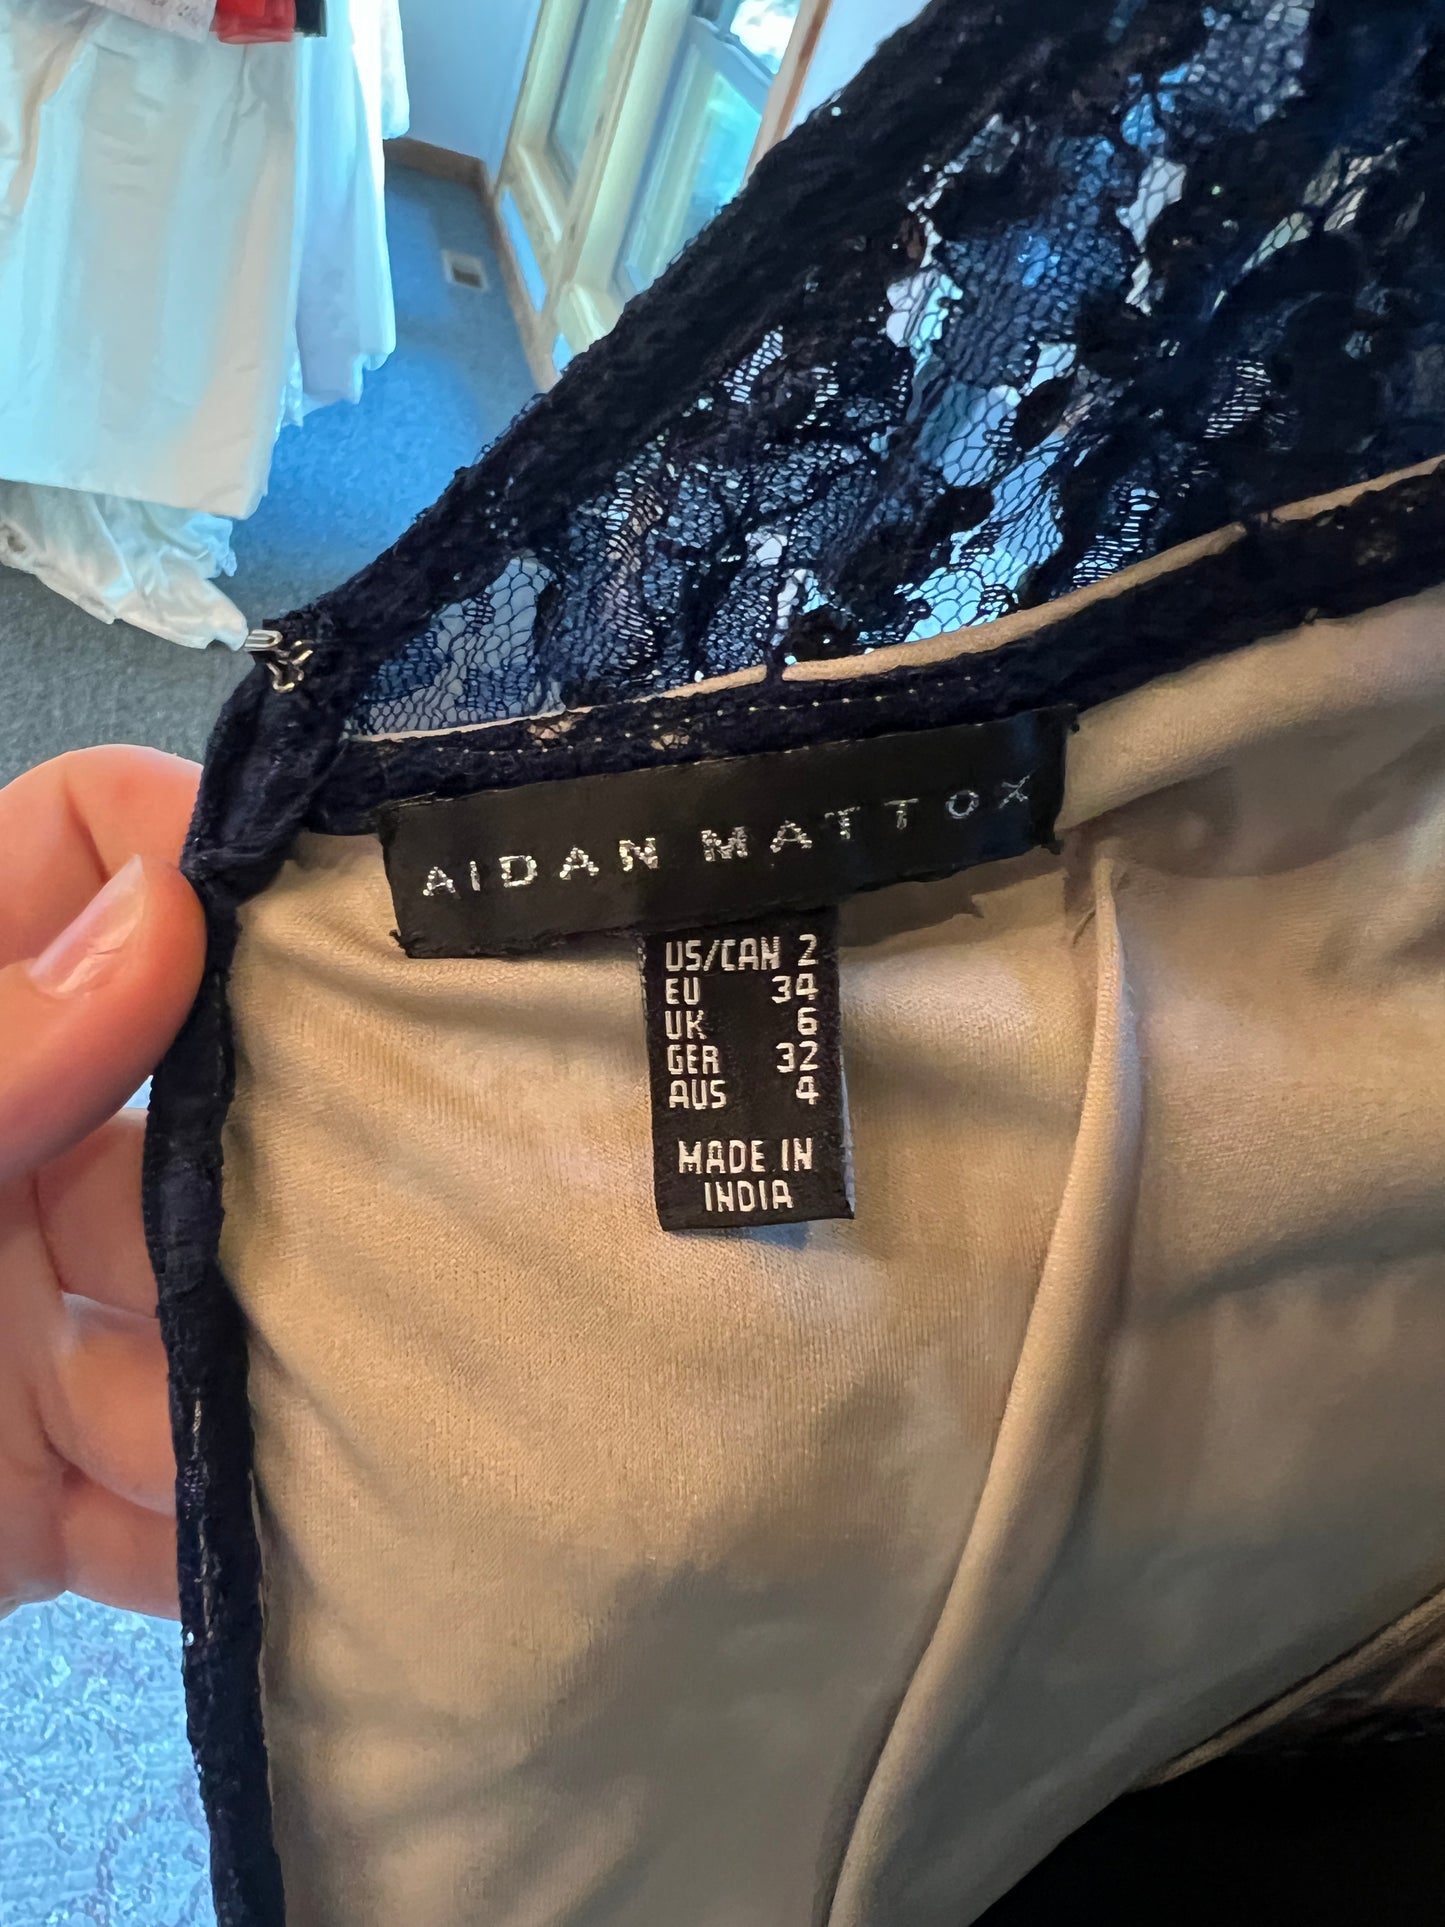 AIDAN MATTOX
US/CAN 2
EU 34
UK 6
GER 32
AUS 4
MADE IN
INDIA